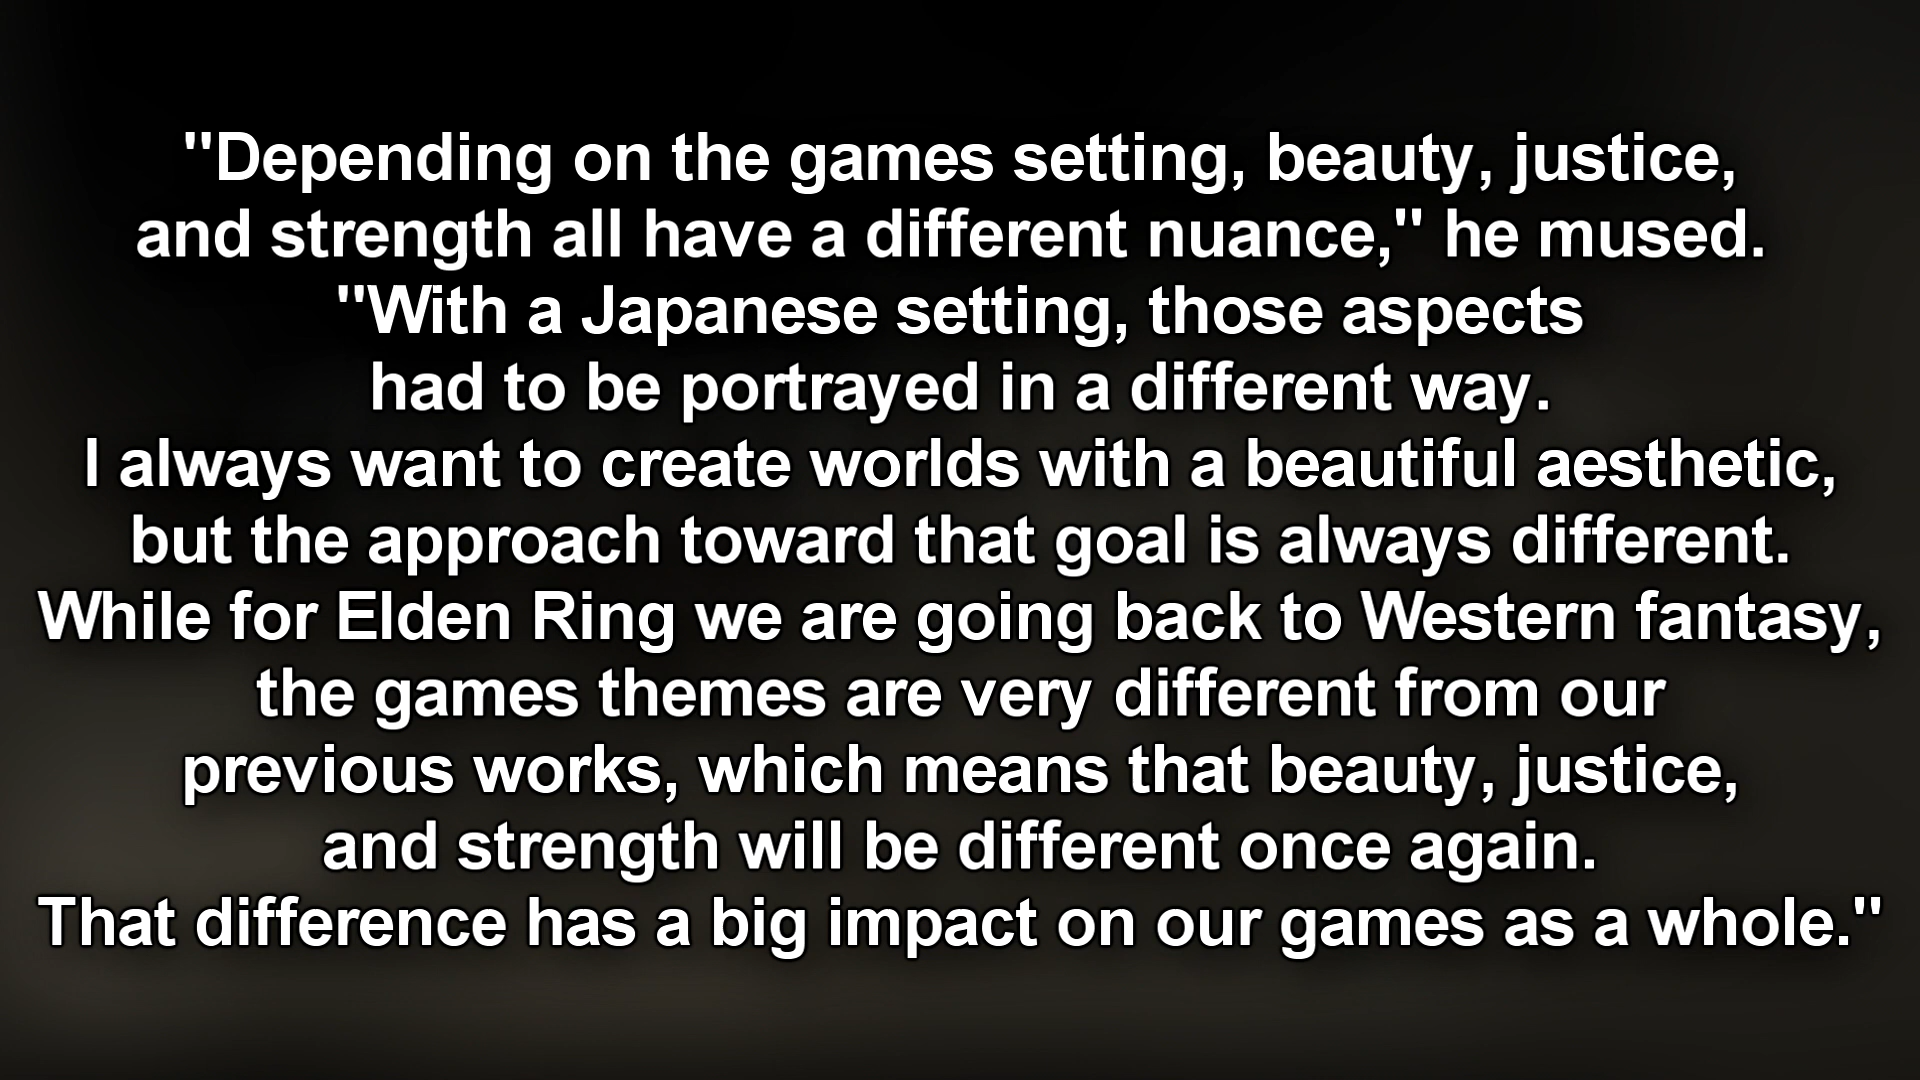 "Depending on the games setting, beauty, justice,
and strength all have a different nuance," he mused.
"With a Japanese setting, those aspects
had to be portrayed in a different way.
I always want to create worlds with a beautiful aesthetic,
but the approach toward that goal is always different.
While for Elden Ring we are going back to Western fantasy,
the games themes are very different from our
previous works, which means that beauty, justice,
and strength will be different once again.
That difference has a big impact on our games as a whole."